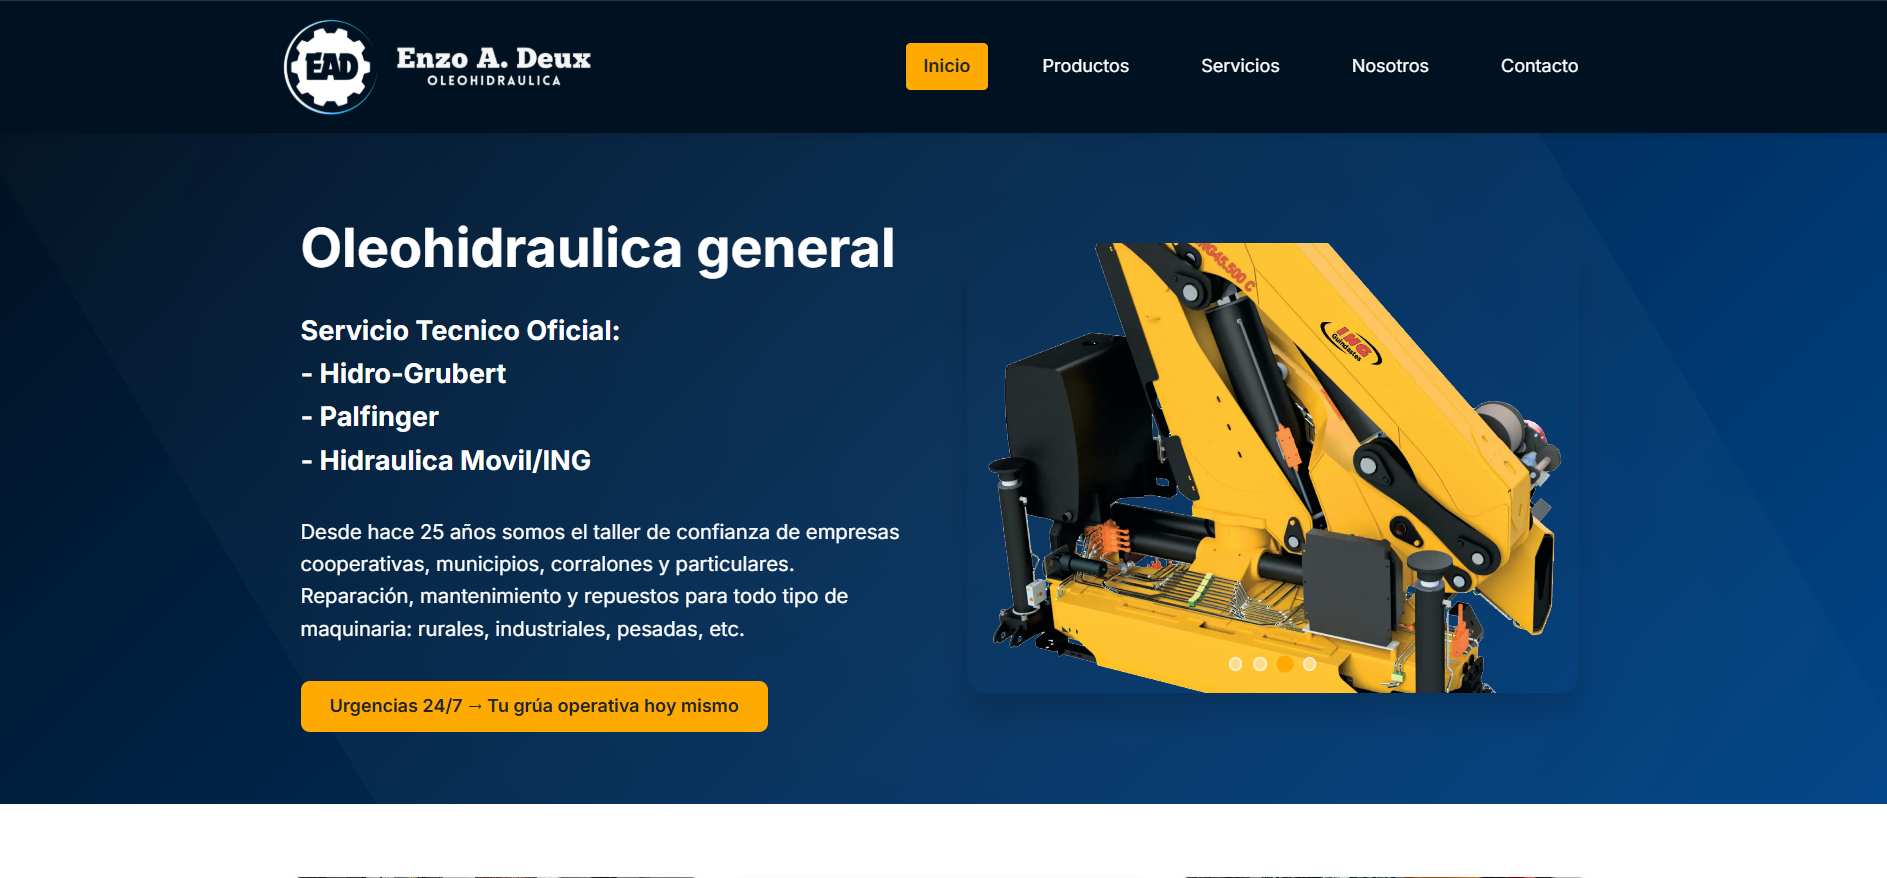 EAD
Enzo A. Deux
OLEOHIDRAULICA
Inicio
Productos
Servicios
Nosotros
Contacto
Oleohidraulica general
Servicio Tecnico Oficial:
- Hidro-Grubert
- Palfinger
- Hidraulica Movil/ING
Desde hace 25 años somos el taller de confianza de empresas
cooperativas, municipios, corralones y particulares.
Reparación, mantenimiento y repuestos para todo tipo de
maquinaria: rurales, industriales, pesadas, etc.
Urgencias 24/7 → Tu grúa operativa hoy mismo
NG45.500 C
ING
Guindastes